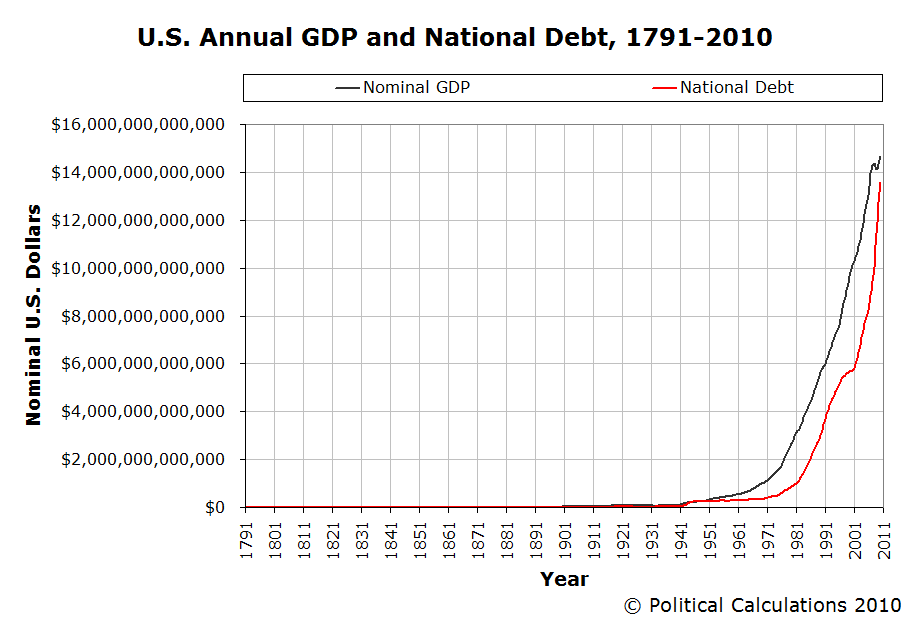 U.S. Annual GDP and National Debt, 1791-2010
Nominal GDP National Debt
$16,000,000,000,000
$14,000,000,000,000
$12,000,000,000,000
$10,000,000,000,000
$8,000,000,000,000
$6,000,000,000,000
$4,000,000,000,000
$2,000,000,000,000
$0
Nominal U.S. Dollars
1791 1801 1811 1821 1831 1841 1851 1861 1871 1881 1891 1901 1911 1921 1931 1941 1951 1961 1971 1981 1991 2001 2011
Year
© Political Calculations 2010